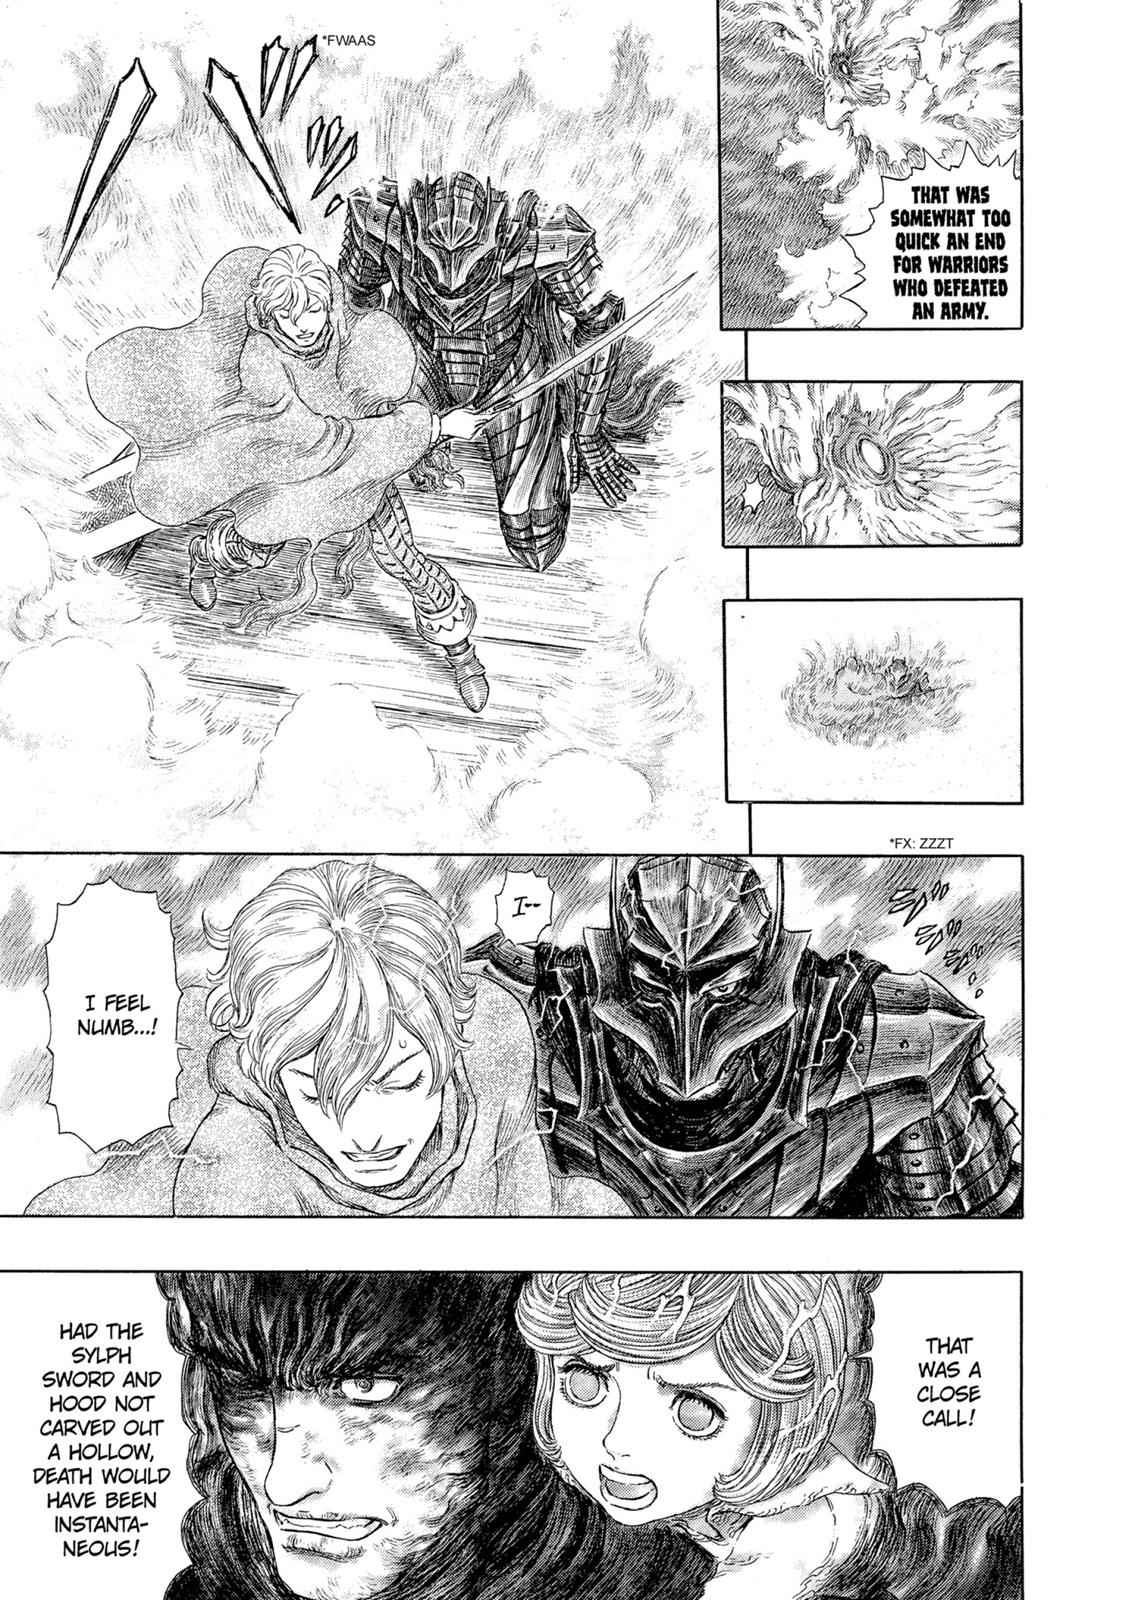 THAT WAS
SOMEWHAT TOO
QUICK AN END
FOR WARRIORS
WHO DEFEATED
AN ARMY.
*FWAAS
*FX: ZZZT
I--
I FEEL
NUMB...!
THAT
WAS A
CLOSE
CALL!
HAD THE
SYLPH
SWORD AND
HOOD NOT
CARVED OUT
A HOLLOW,
DEATH WOULD
HAVE BEEN
INSTANTA-
NEOUS!